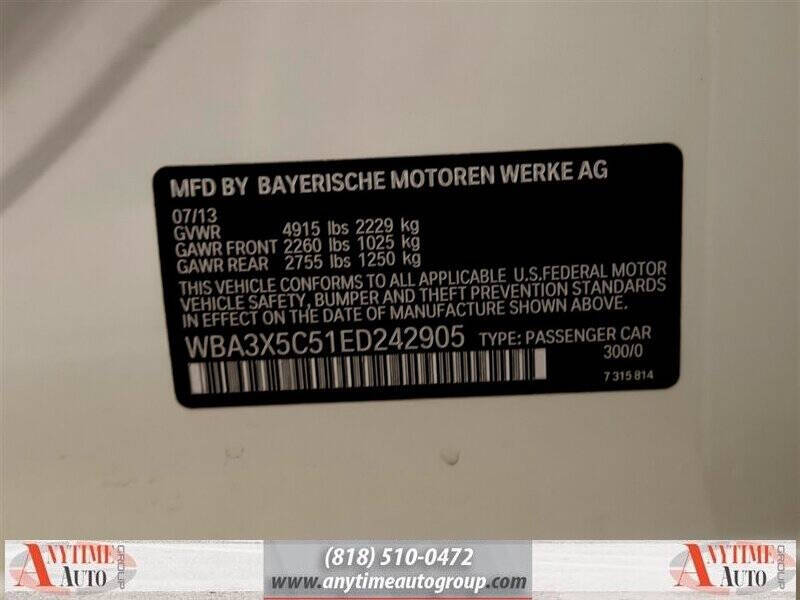 MFD BY BAYERISCHE MOTOREN WERKE AG
07/13
GVWR 4915 lbs 2229 kg
GAWR FRONT 2260 lbs 1025 kg
GAWR REAR 2755 lbs 1250 kg
THIS VEHICLE CONFORMS TO ALL APPLICABLE U.S.FEDERAL MOTOR
VEHICLE SAFETY, BUMPER AND THEFT PREVENTION STANDARDS
IN EFFECT ON THE DATE OF MANUFACTURE SHOWN ABOVE.
WBA3X5C51ED242905 TYPE: PASSENGER CAR
300/0
7 315 814
ANYTIME
AUTO
GROUP
(818) 510-0472
www.anytimeautogroup.com
ANYTIME
AUTO
GROUP